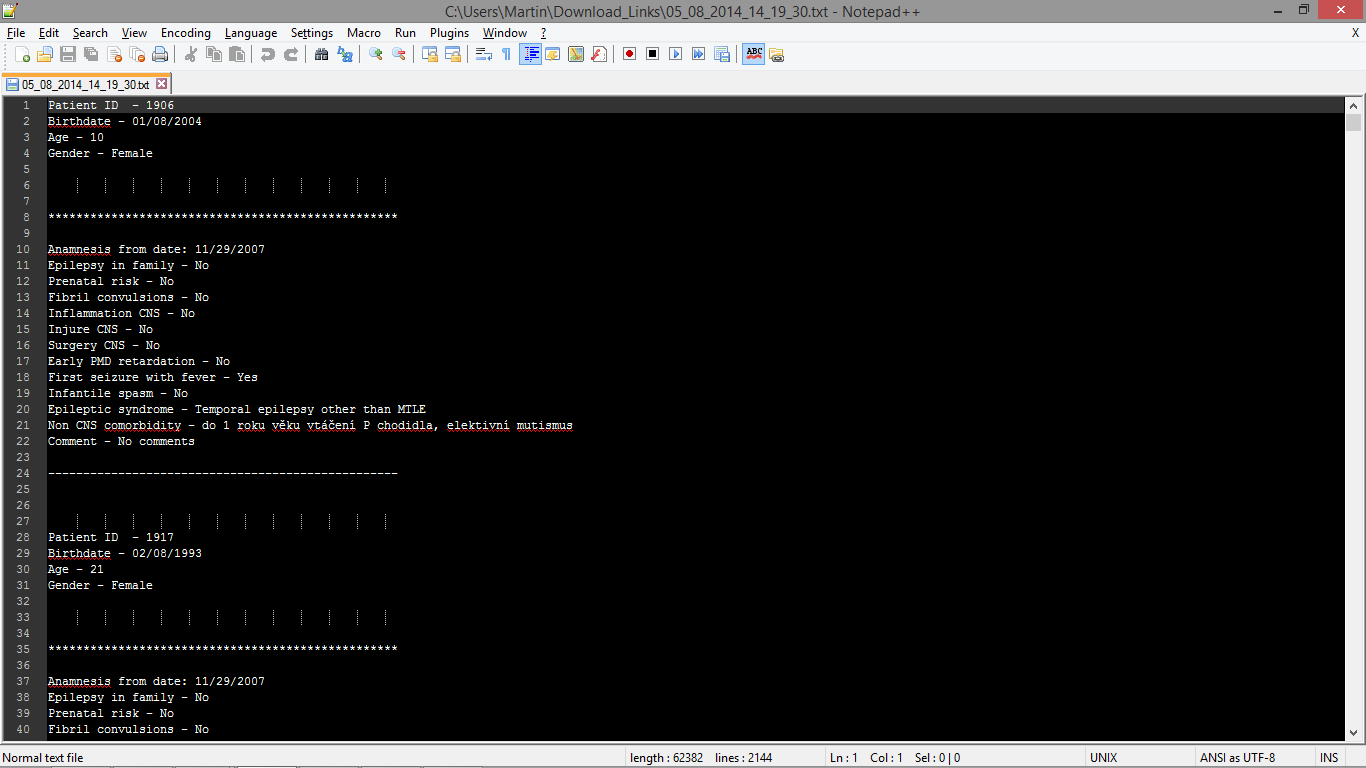 C:\Users\Martin\Download_Links\05_08_2014_14_19_30.txt - Notepad++
File Edit Search View Encoding Language Settings Macro Run Plugins Window ? X
05_08_2014_14_19_30.txt
1 Patient ID  - 1906
2 Birthdate - 01/08/2004
3 Age - 10
4 Gender - Female
5
6
7
8 **************************************************
9
10 Anamnesis from date: 11/29/2007
11 Epilepsy in family - No
12 Prenatal risk - No
13 Fibril convulsions - No
14 Inflammation CNS - No
15 Injure CNS - No
16 Surgery CNS - No
17 Early PMD retardation - No
18 First seizure with fever - Yes
19 Infantile spasm - No
20 Epileptic syndrome - Temporal epilepsy other than MTLE
21 Non CNS comorbidity - do 1 roku věku vtáčení P chodidla, elektivní mutismus
22 Comment - No comments
23
24 --------------------------------------------------
25
26
27
28 Patient ID  - 1917
29 Birthdate - 02/08/1993
30 Age - 21
31 Gender - Female
32
33
34
35 **************************************************
36
37 Anamnesis from date: 11/29/2007
38 Epilepsy in family - No
39 Prenatal risk - No
40 Fibril convulsions - No
Normal text file length : 62382 lines : 2144 Ln : 1 Col : 1 Sel : 0 | 0 UNIX ANSI as UTF-8 INS